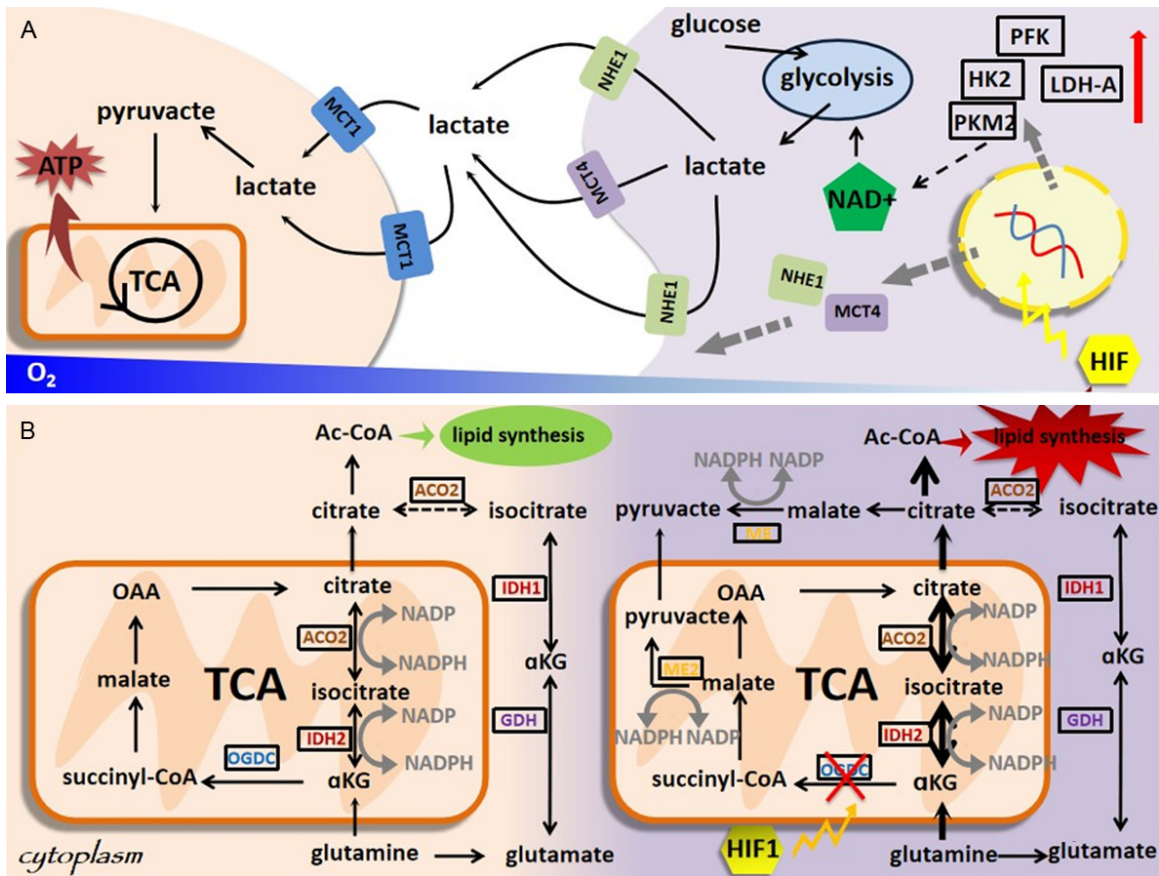 A
glucose
PFK
NHE1
glycolysis
HK2
LDH-A
pyruvacte
MCT1
lactate
PKM2
ATP
lactate
MCT4
lactate
NAD+
TCA
MCT1
NHE1
NHE1
MCT4
O2
HIF
B
Ac-CoA
lipid synthesis
Ac-CoA
lipid synthesis
NADPH NADP
ACO2
ACO2
citrate
isocitrate
pyruvacte
malate
citrate
isocitrate
ME
OAA
citrate
IDH1
OAA
citrate
IDH1
NADP
pyruvacte
NADP
ACO2
ACO2
NADPH
NADPH
malate
TCA
isocitrate
αKG
ME2
malate
TCA
isocitrate
αKG
NADP
NADP
GDH
GDH
IDH2
NADPH NADP
IDH2
OGDC
NADPH
OGDC
NADPH
succinyl-CoA
αKG
succinyl-CoA
αKG
cytoplasm
glutamine
glutamate
HIF1
glutamine
glutamate